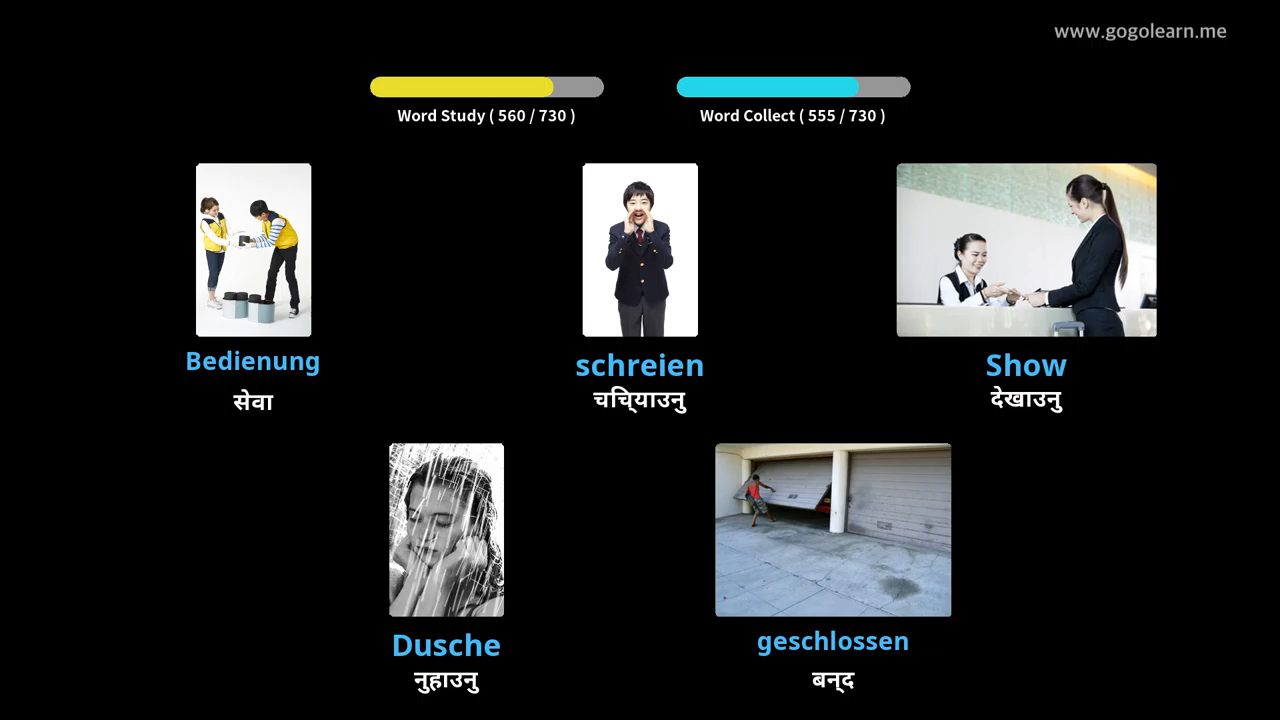 www.gogolearn.me
Word Study ( 560 / 730 )
Word Collect ( 555 / 730 )
Bedienung
सेवा
schreien
चिच्याउनु
Show
देखाउनु
Dusche
नुहाउनु
geschlossen
बन्द